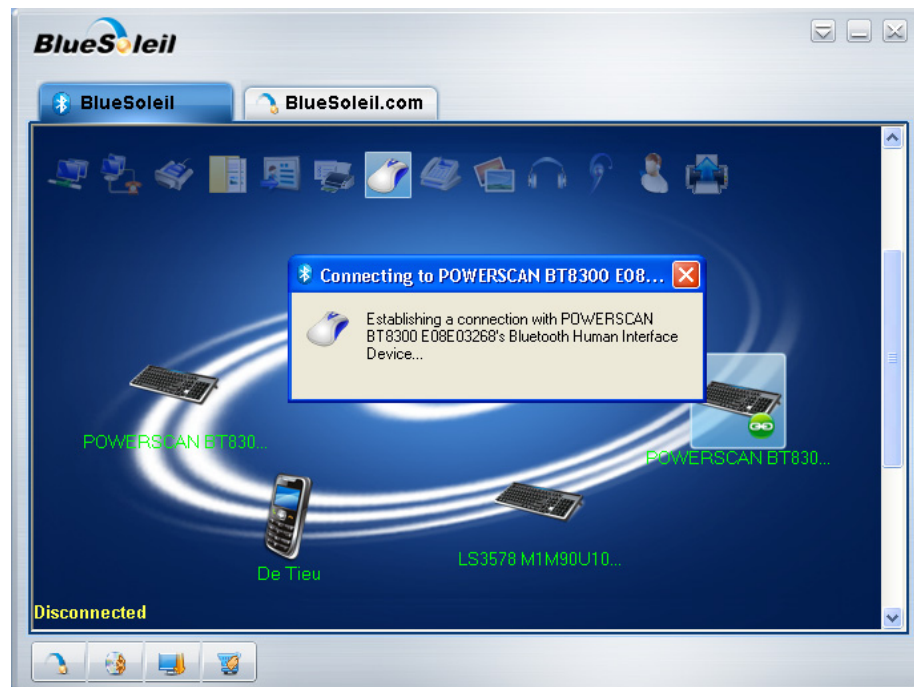 BlueSoleil
BlueSoleil
BlueSoleil.com
Connecting to POWERSCAN BT8300 E08...
Establishing a connection with POWERSCAN
BT8300 E08E03268's Bluetooth Human Interface
Device...
POWERSCAN BT830...
POWERSCAN BT830...
LS3578 M1M90U10...
De Tieu
Disconnected